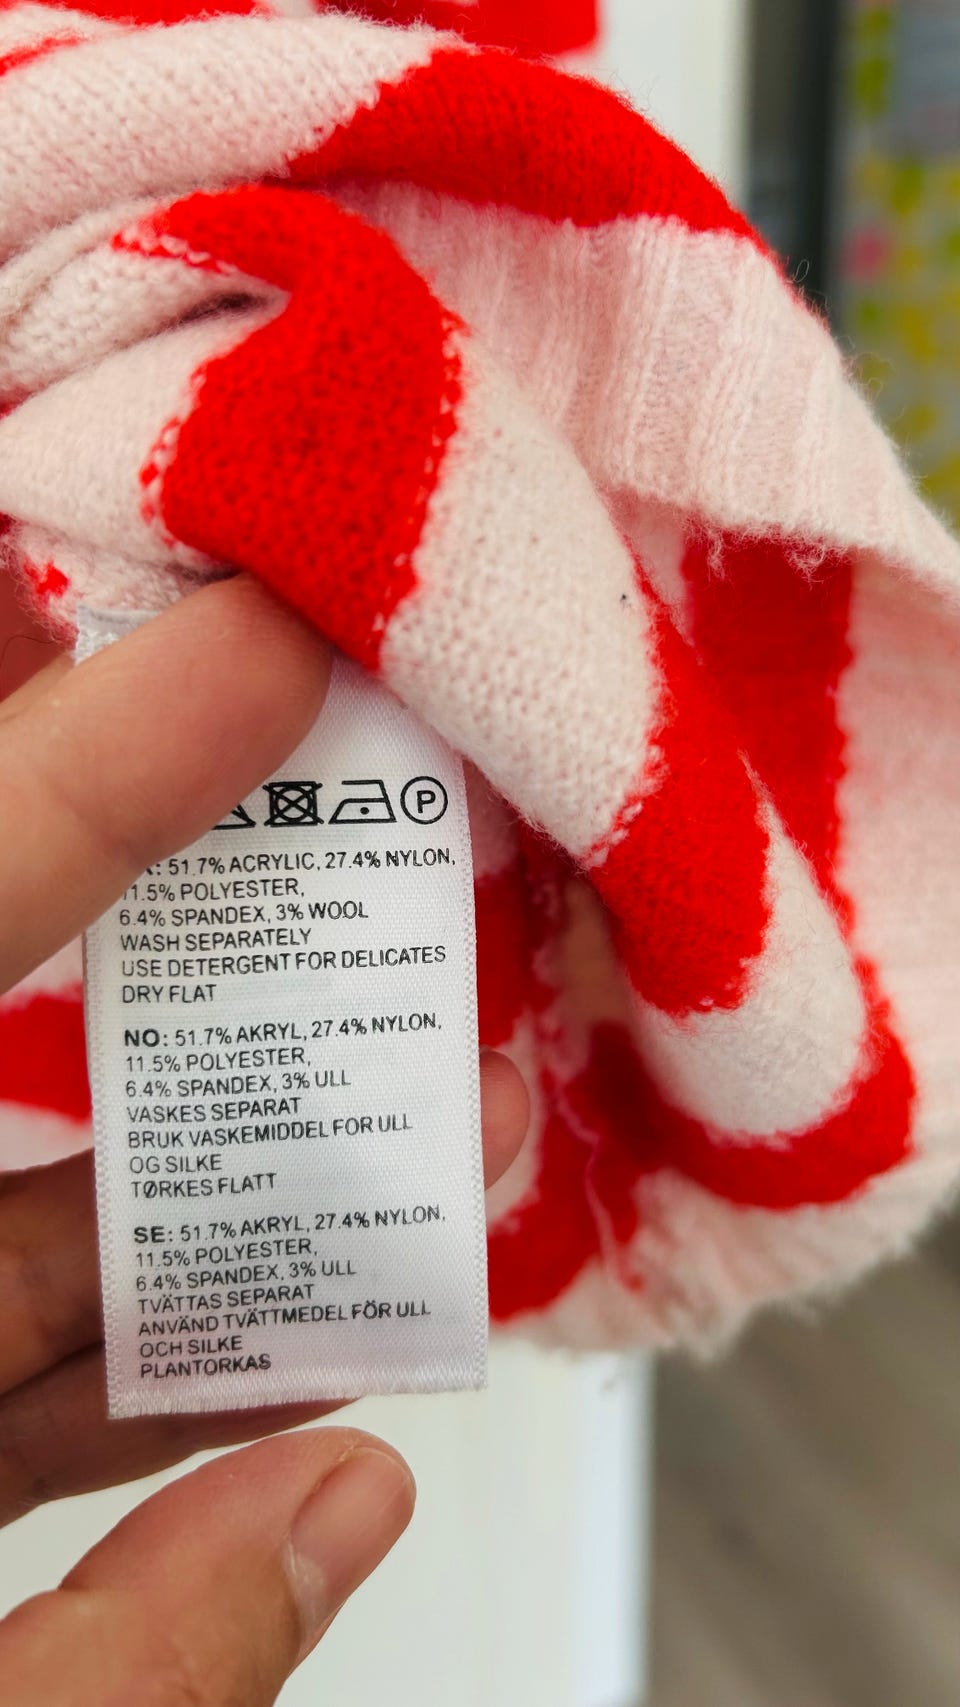 P
51.7% ACRYLIC, 27.4% NYLON,
11.5% POLYESTER,
6.4% SPANDEX, 3% WOOL
WASH SEPARATELY
USE DETERGENT FOR DELICATES
DRY FLAT
NO: 51.7% AKRYL, 27.4% NYLON,
11.5% POLYESTER,
6.4% SPANDEX, 3% ULL
VASKES SEPARAT
BRUK VASKEMIDDEL FOR ULL
OG SILKE
TØRKES FLATT
SE: 51.7% AKRYL, 27.4% NYLON,
11.5% POLYESTER,
6.4% SPANDEX, 3% ULL
TVÄTTAS SEPARAT
ANVÄND TVÄTTMEDEL FÖR ULL
OCH SILKE
PLANTORKAS